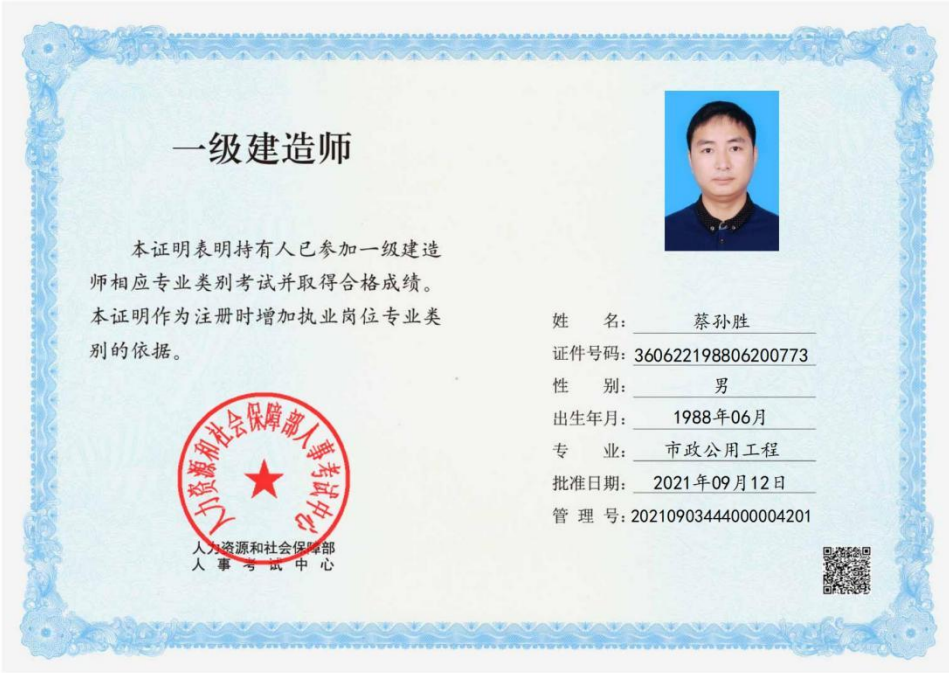 一级建造师
本证明表明持有人已参加一级建造
师相应专业类别考试并取得合格成绩。
本证明作为注册时增加执业岗位专业类
别的依据。
人力资源和社会保障部人事考试中心
人力资源和社会保障部
人事考试中心
姓 名: 蔡孙胜
证件号码: 360622198806200773
性 别: 男
出生年月: 1988年06月
专 业: 市政公用工程
批准日期: 2021年09月12日
管 理 号: 20210903444000004201